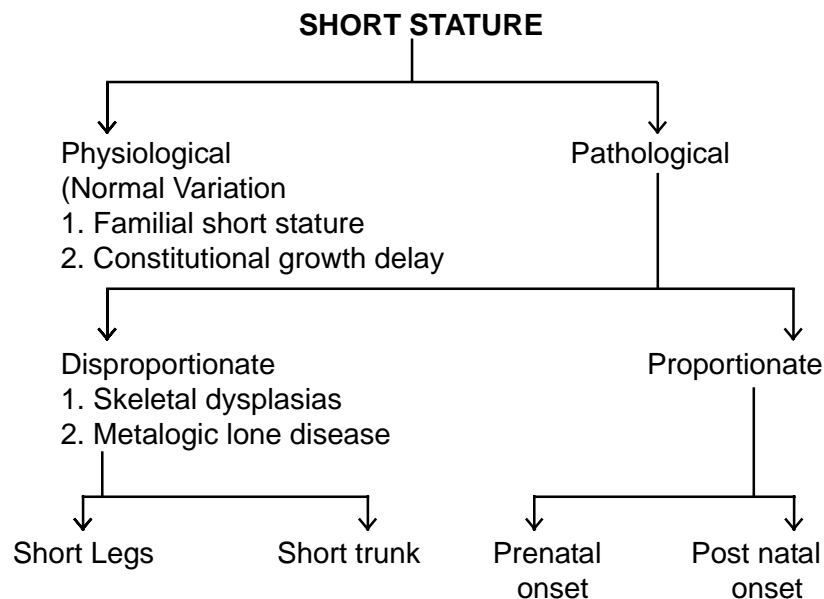 SHORT STATURE
Physiological
(Normal Variation
1. Familial short stature
2. Constitutional growth delay
Pathological
Disproportionate
1. Skeletal dysplasias
2. Metalogic lone disease
Proportionate
Short Legs
Short trunk
Prenatal
onset
Post natal
onset